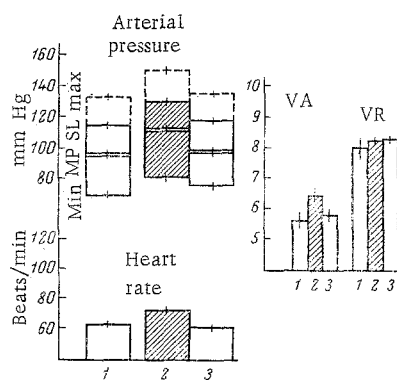 Arterial
pressure
mm Hg
Min MP SL max
160
140
120
100
80
Beats/min
120
100
80
60
Heart
rate
1 2 3
VA
VR
10
9
8
7
6
5
1 2 3
1 2 3